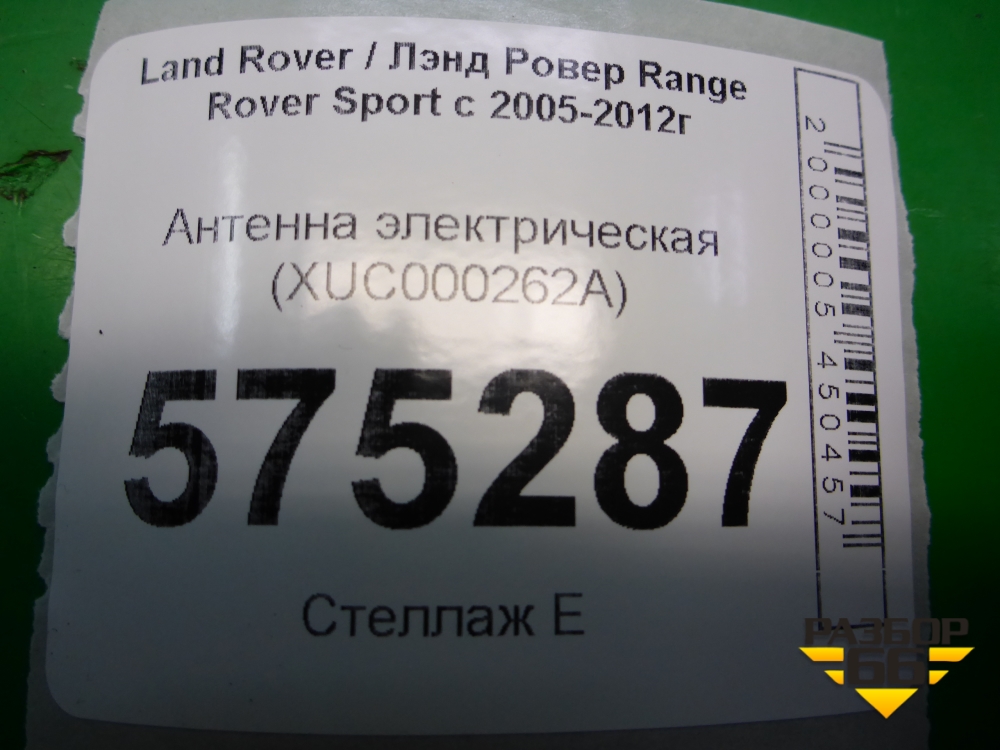 Land Rover / Лэнд Ровер Range
Rover Sport с 2005-2012г
Антенна электрическая
(XUC000262A)
575287
Стеллаж Е
2000005450457
РАЗБОР
66